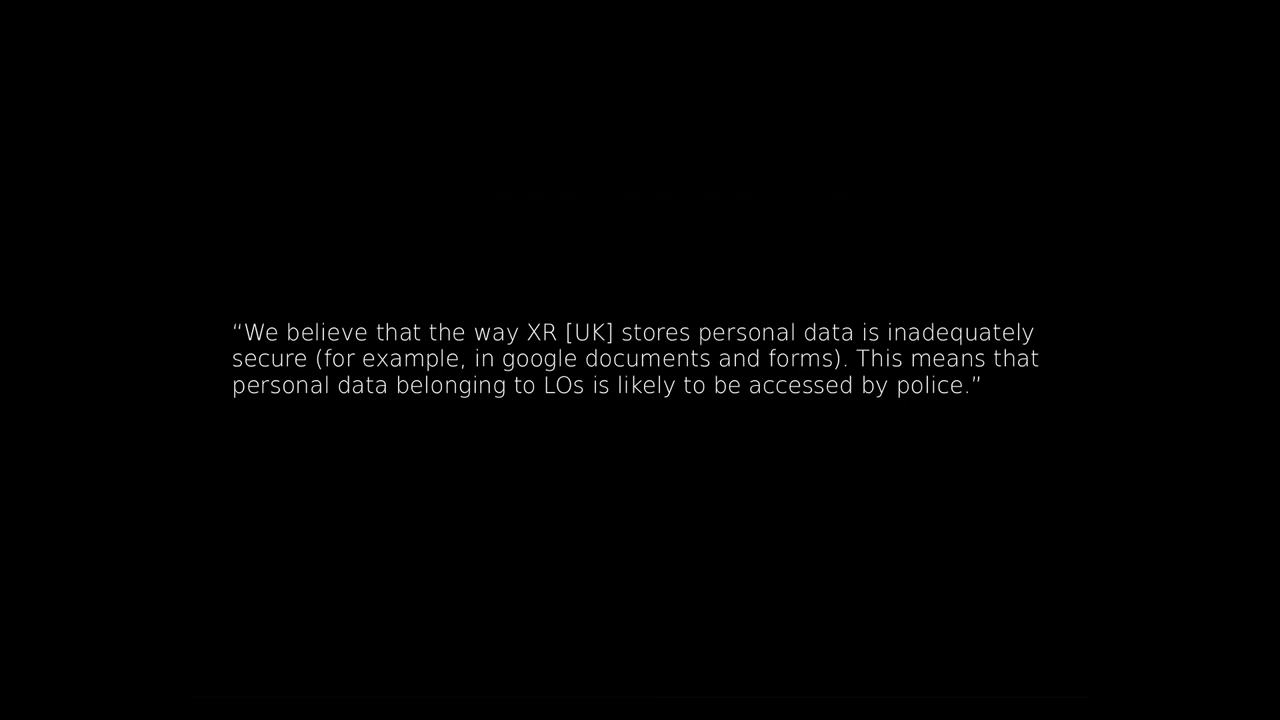 “We believe that the way XR [UK] stores personal data is inadequately
secure (for example, in google documents and forms). This means that
personal data belonging to LOs is likely to be accessed by police.”